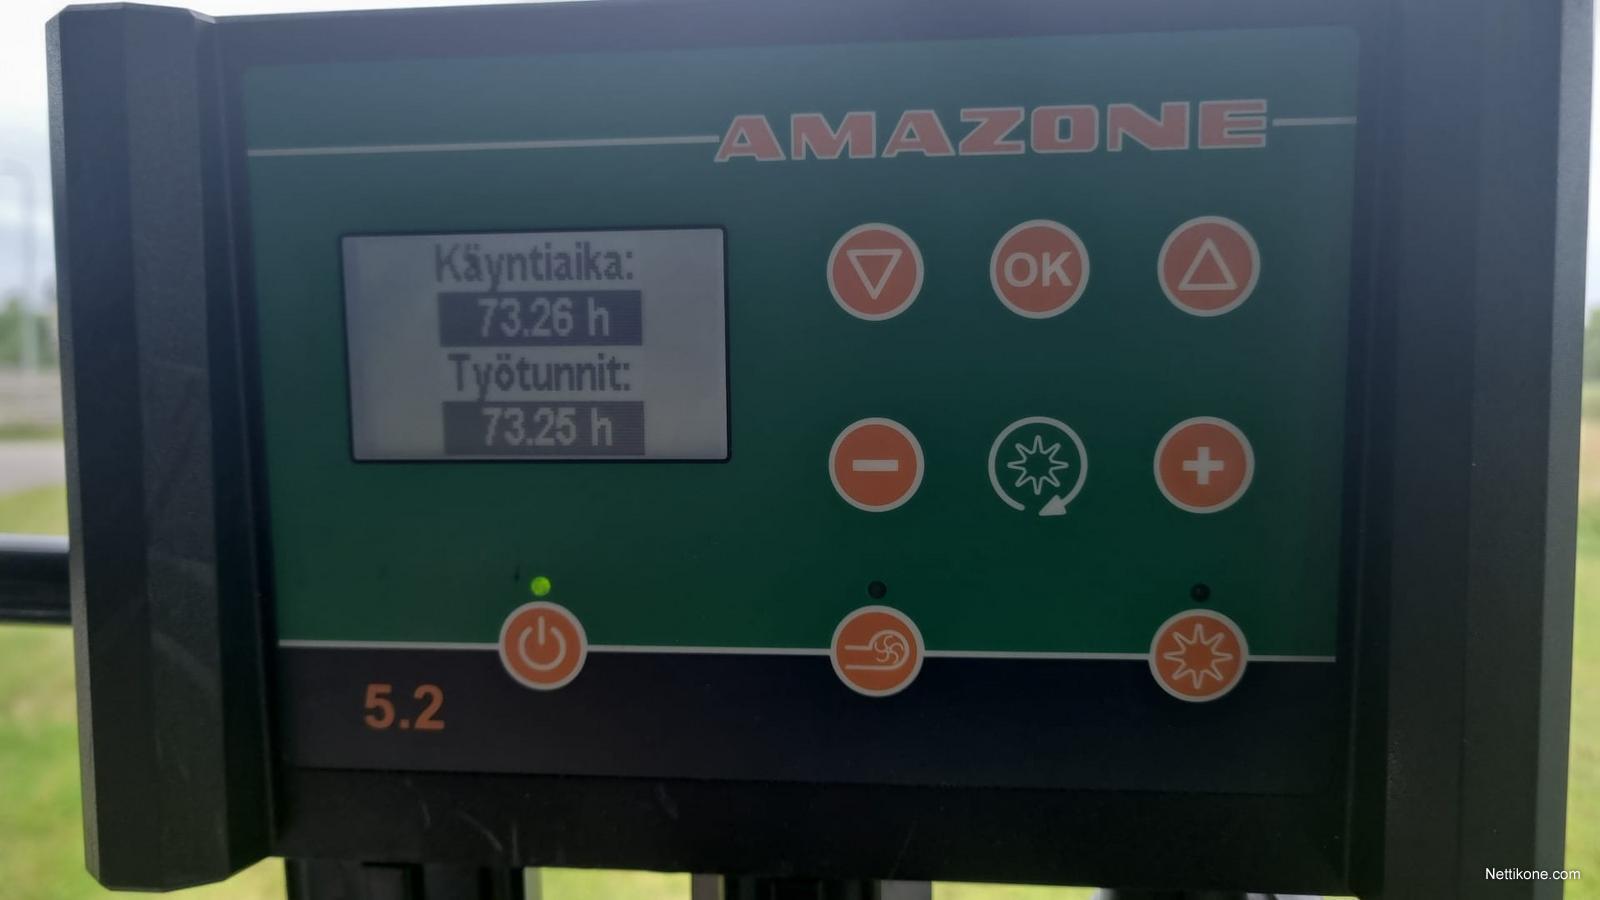 AMAZONE
Käyntiaika:
73.26 h
Työtunnit:
73.25 h
OK
5.2
Nettikone.com